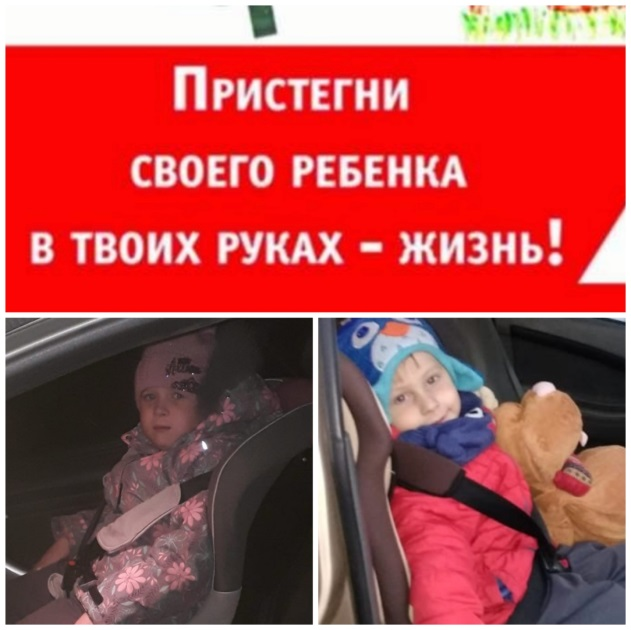 Пристегни
своего ребенка
в твоих руках – жизнь!